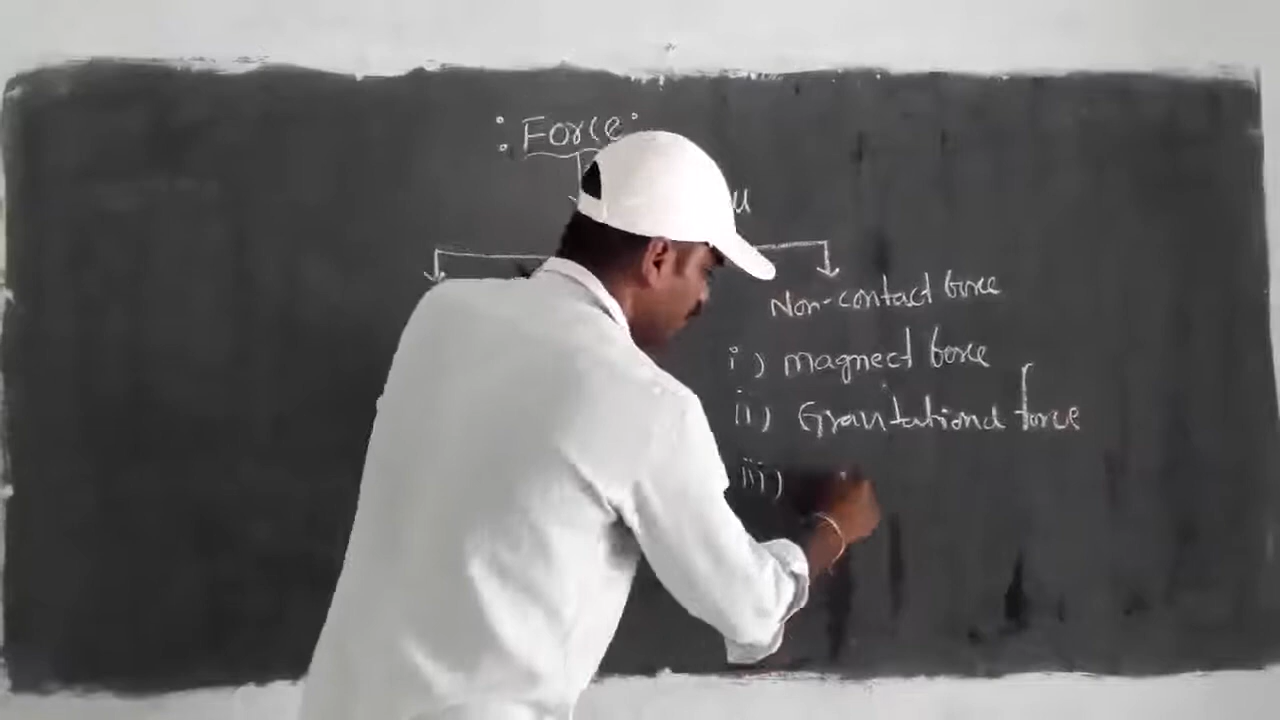 : Force :
Non-contact force
i) magnect force
ii) Gravitational force
iii)